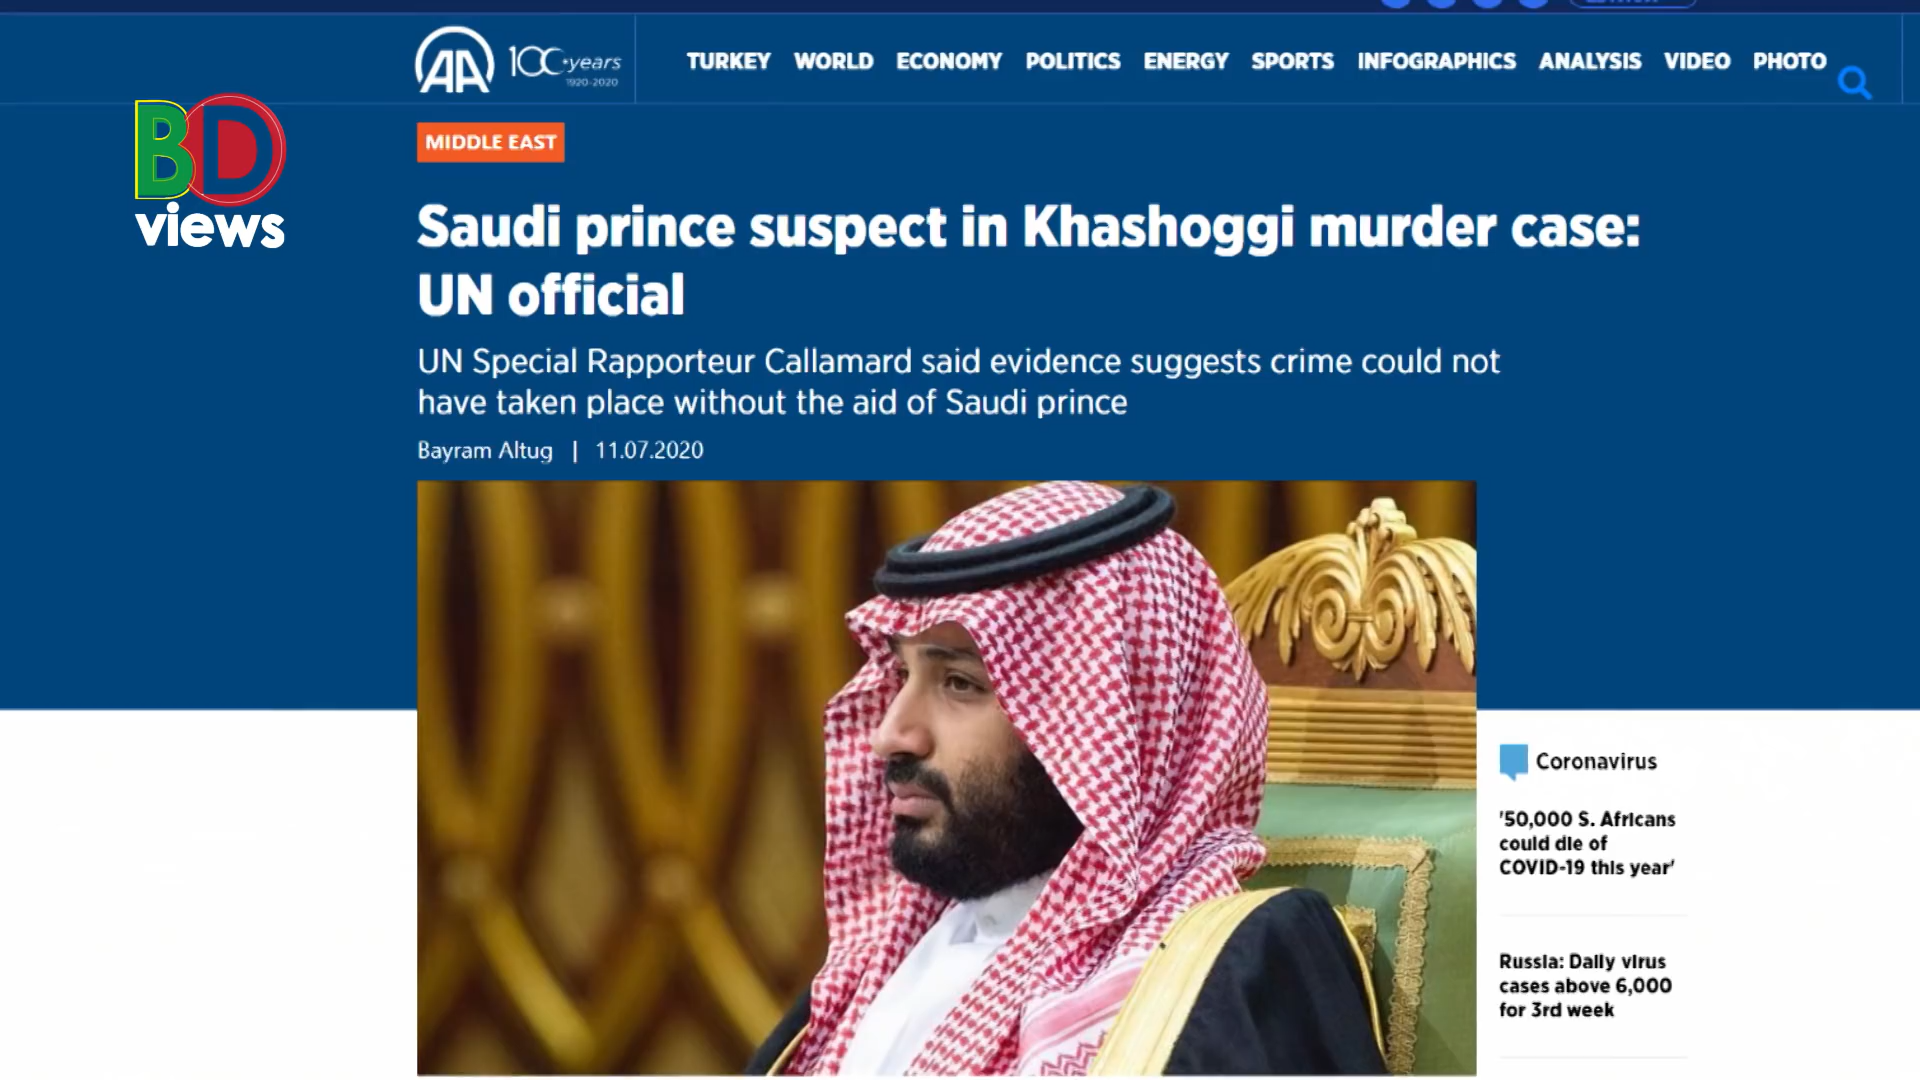 AA 100 years
1920-2020
TURKEY WORLD ECONOMY POLITICS ENERGY SPORTS INFOGRAPHICS ANALYSIS VIDEO PHOTO
BD
views
MIDDLE EAST
Saudi prince suspect in Khashoggi murder case:
UN official
UN Special Rapporteur Callamard said evidence suggests crime could not
have taken place without the aid of Saudi prince
Bayram Altug | 11.07.2020
Coronavirus
'50,000 S. Africans
could die of
COVID-19 this year'
Russia: Daily virus
cases above 6,000
for 3rd week